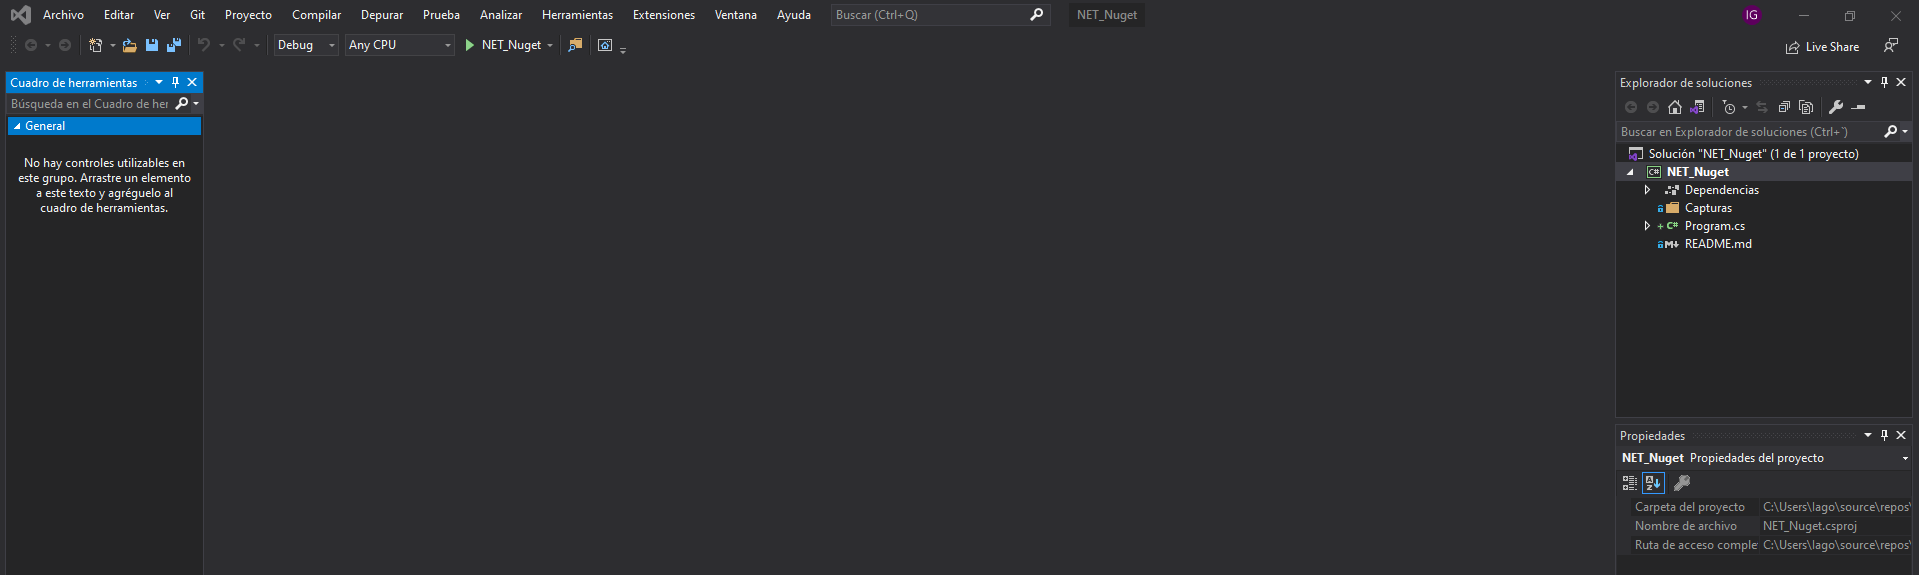 Archivo Editar Ver Git Proyecto Compilar Depurar Prueba Analizar Herramientas Extensiones Ventana Ayuda Buscar (Ctrl+Q) NET_Nuget IG
Debug Any CPU NET_Nuget Live Share
Cuadro de herramientas
Búsqueda en el Cuadro de her
General
No hay controles utilizables en
este grupo. Arrastre un elemento
a este texto y agréguelo al
cuadro de herramientas.
Explorador de soluciones
Buscar en Explorador de soluciones (Ctrl+`)
Solución "NET_Nuget" (1 de 1 proyecto)
C# NET_Nuget
Dependencias
Capturas
+ C# Program.cs
M↓ README.md
Propiedades
NET_Nuget Propiedades del proyecto
Carpeta del proyecto C:\Users\Iago\source\repos\
Nombre de archivo NET_Nuget.csproj
Ruta de acceso comple C:\Users\Iago\source\repos\